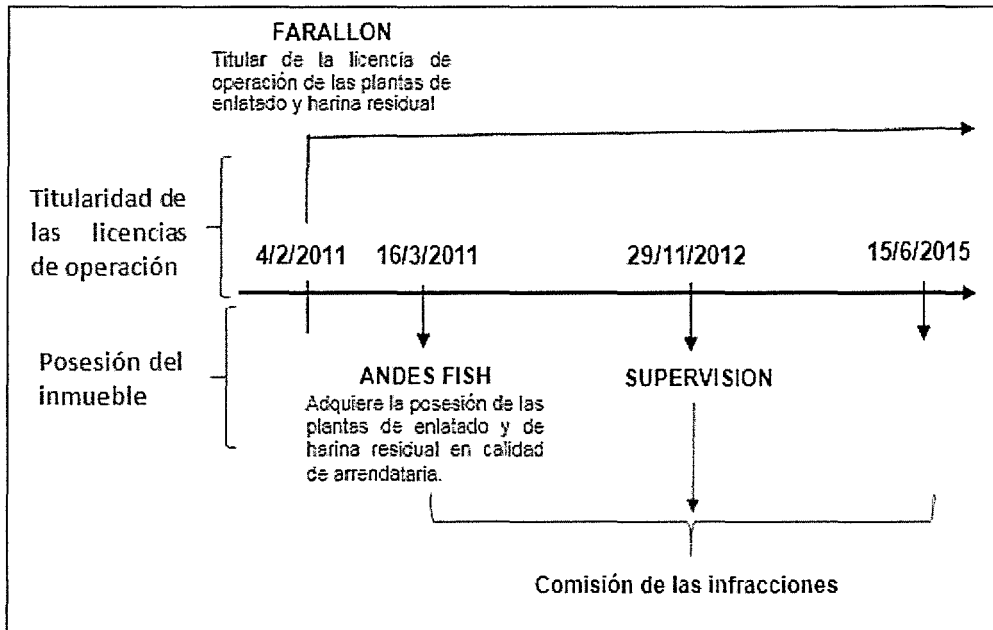 FARALLON
Titular de la licencia de
operación de las plantas de
enlatado y harina residual
Titularidad de
las licencias
de operación
4/2/2011 16/3/2011 29/11/2012 15/6/2015
Posesión del
inmueble
ANDES FISH
Adquiere la posesión de las
plantas de enlatado y de
harina residual en calidad
de arrendataria.
SUPERVISION
Comisión de las infracciones